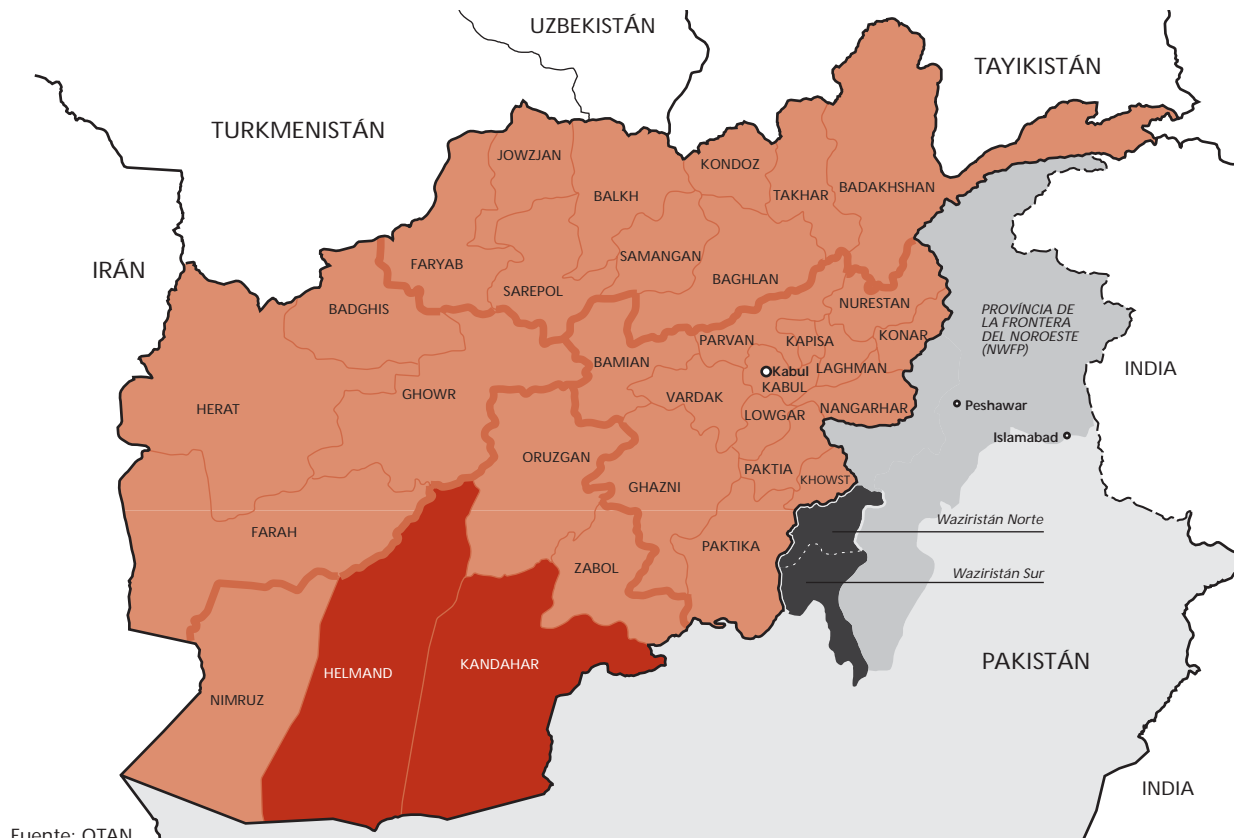 UZBEKISTÁN
TAYIKISTÁN
TURKMENISTÁN
JOWZJAN
KONDOZ
BALKH
TAKHAR
BADAKHSHAN
IRÁN
FARYAB
SAMANGAN
BAGHLAN
SAREPOL
BADGHIS
NURESTAN
PROVÍNCIA DE
LA FRONTERA
DEL NOROESTE
(NWFP)
PARVAN
KAPISA
KONAR
BAMIAN
Kabul
KABUL
LAGHMAN
INDIA
GHOWR
VARDAK
HERAT
LOWGAR
NANGARHAR
Peshawar
Islamabad
ORUZGAN
PAKTIA
KHOWST
GHAZNI
Waziristán Norte
FARAH
PAKTIKA
ZABOL
Waziristán Sur
HELMAND
KANDAHAR
PAKISTÁN
NIMRUZ
INDIA
Fuente: OTAN